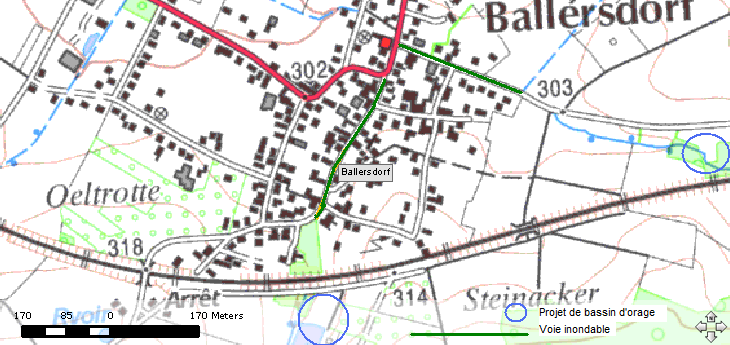 Ballersdorf
302
303
Ballersdorf
Oeltrotte
318
Arrêt
314
Steinacker
170 85 0 170 Meters
Projet de bassin d'orage
Voie inondable
N